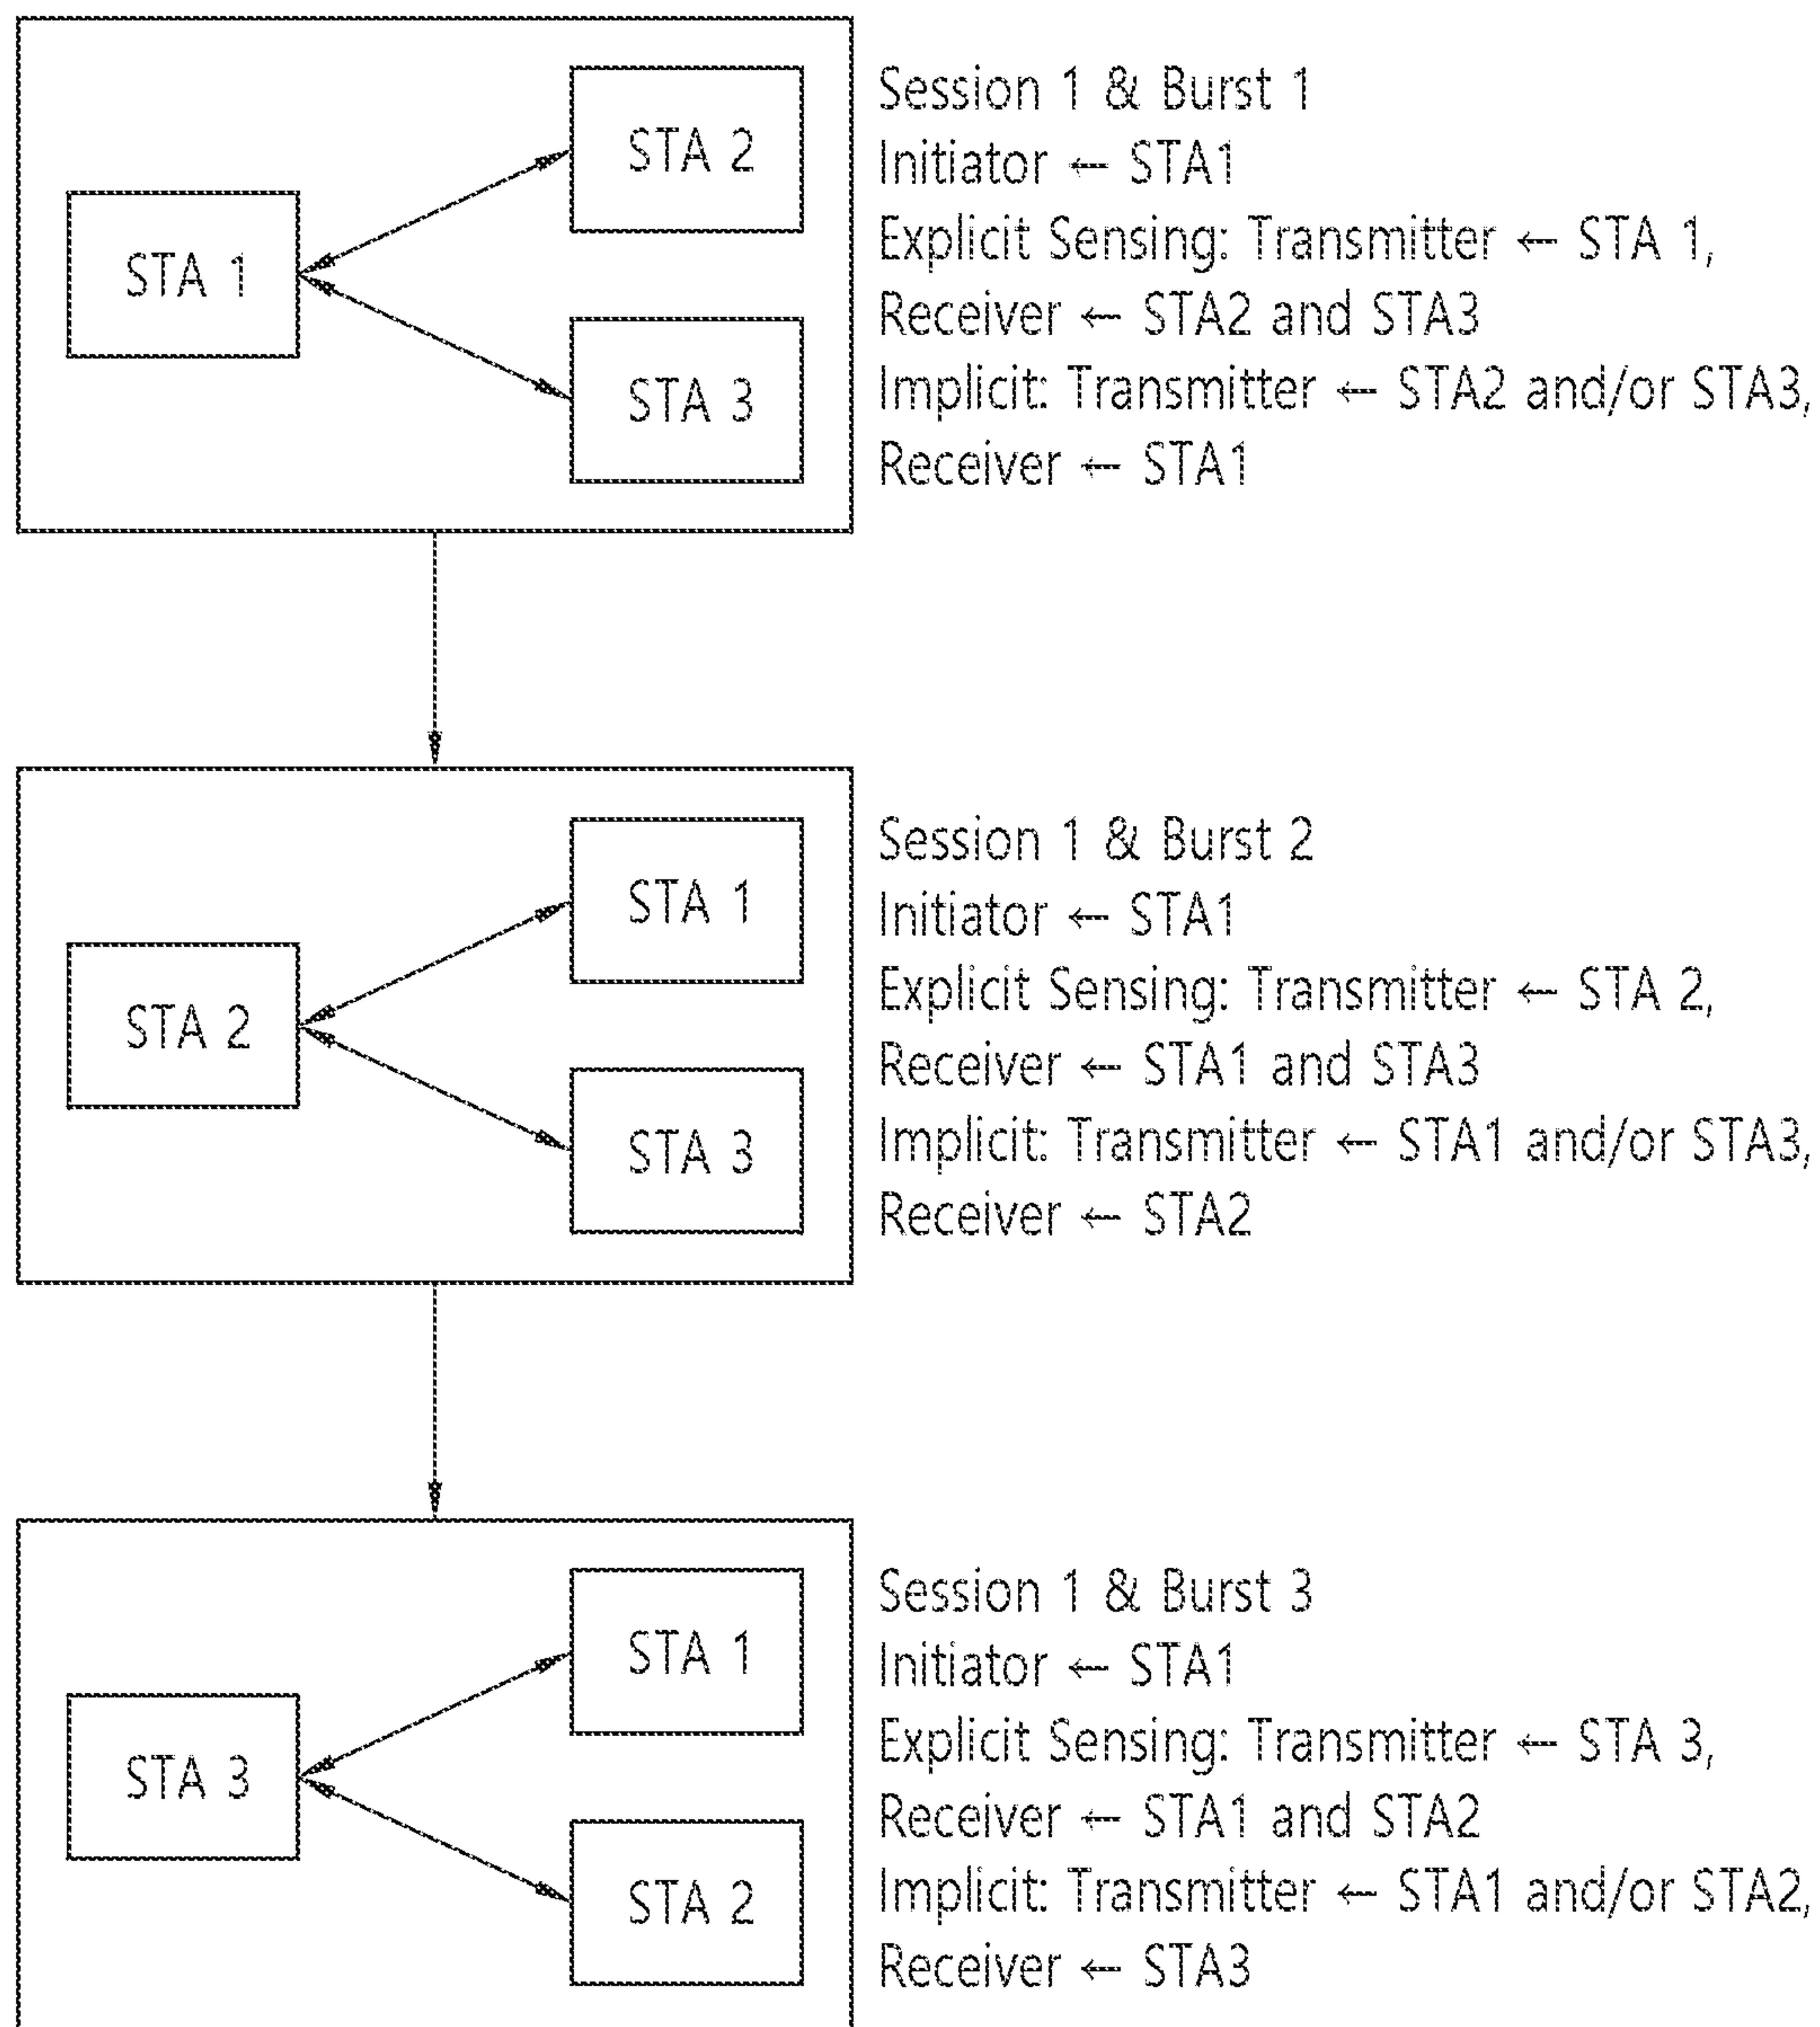 STA 1
STA 2
STA 3
Session 1 & Burst 1
Initiator ← STA1
Explicit Sensing: Transmitter ← STA 1,
Receiver ← STA2 and STA3
Implicit: Transmitter ← STA2 and/or STA3,
Receiver ← STA1
STA 2
STA 1
STA 3
Session 1 & Burst 2
Initiator ← STA1
Explicit Sensing: Transmitter ← STA 2,
Receiver ← STA1 and STA3
Implicit: Transmitter ← STA1 and/or STA3,
Receiver ← STA2
STA 3
STA 1
STA 2
Session 1 & Burst 3
Initiator ← STA1
Explicit Sensing: Transmitter ← STA 3,
Receiver ← STA1 and STA2
Implicit: Transmitter ← STA1 and/or STA2,
Receiver ← STA3